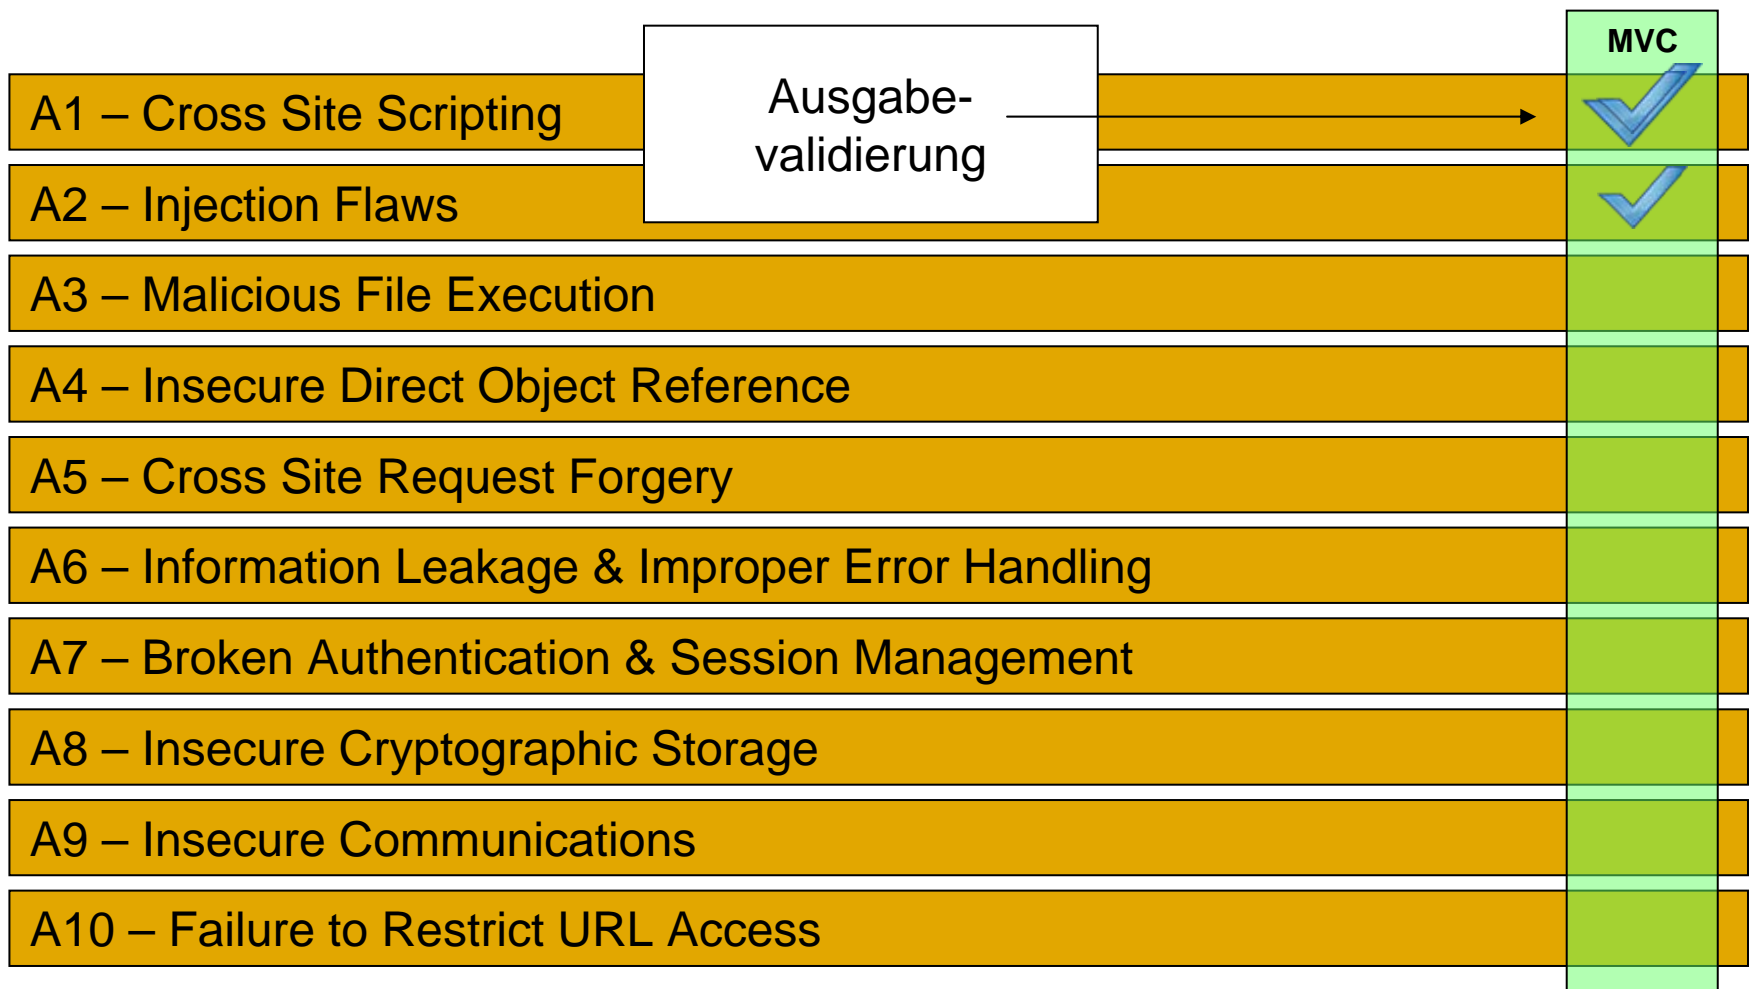 MVC
A1 – Cross Site Scripting
Ausgabe-
validierung
A2 – Injection Flaws
A3 – Malicious File Execution
A4 – Insecure Direct Object Reference
A5 – Cross Site Request Forgery
A6 – Information Leakage & Improper Error Handling
A7 – Broken Authentication & Session Management
A8 – Insecure Cryptographic Storage
A9 – Insecure Communications
A10 – Failure to Restrict URL Access